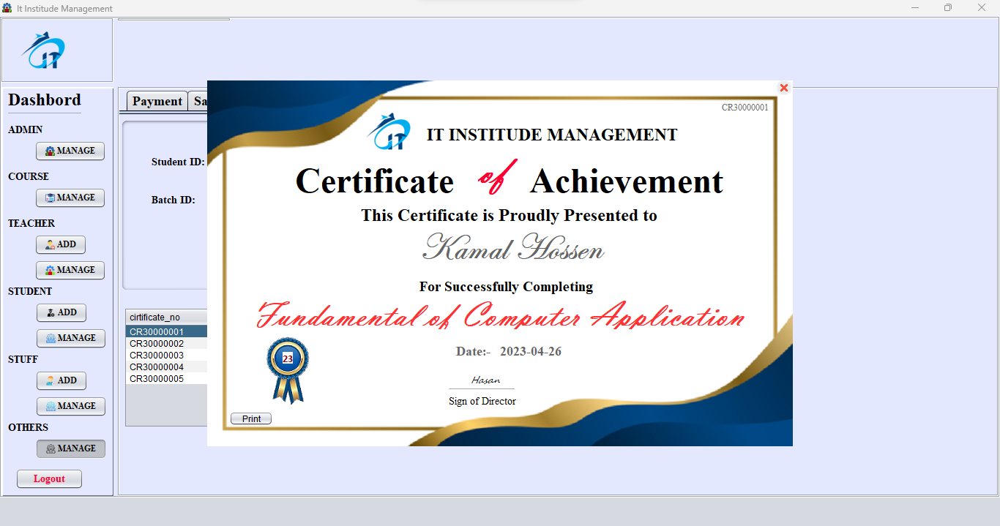 It Institude Management
IT
Dashbord
ADMIN
MANAGE
COURSE
MANAGE
TEACHER
ADD
MANAGE
STUDENT
ADD
MANAGE
STUFF
ADD
MANAGE
OTHERS
MANAGE
Logout
Payment
Sa
Student ID:
Batch ID:
cirtificate_no
CR30000001
CR30000002
CR30000003
CR30000004
CR30000005
CR30000001
IT
IT INSTITUDE MANAGEMENT
Certificate of Achievement
This Certificate is Proudly Presented to
Kamal Hossen
For Successfully Completing
Fundamental of Computer Application
Date:- 2023-04-26
23
Hasan
Sign of Director
Print